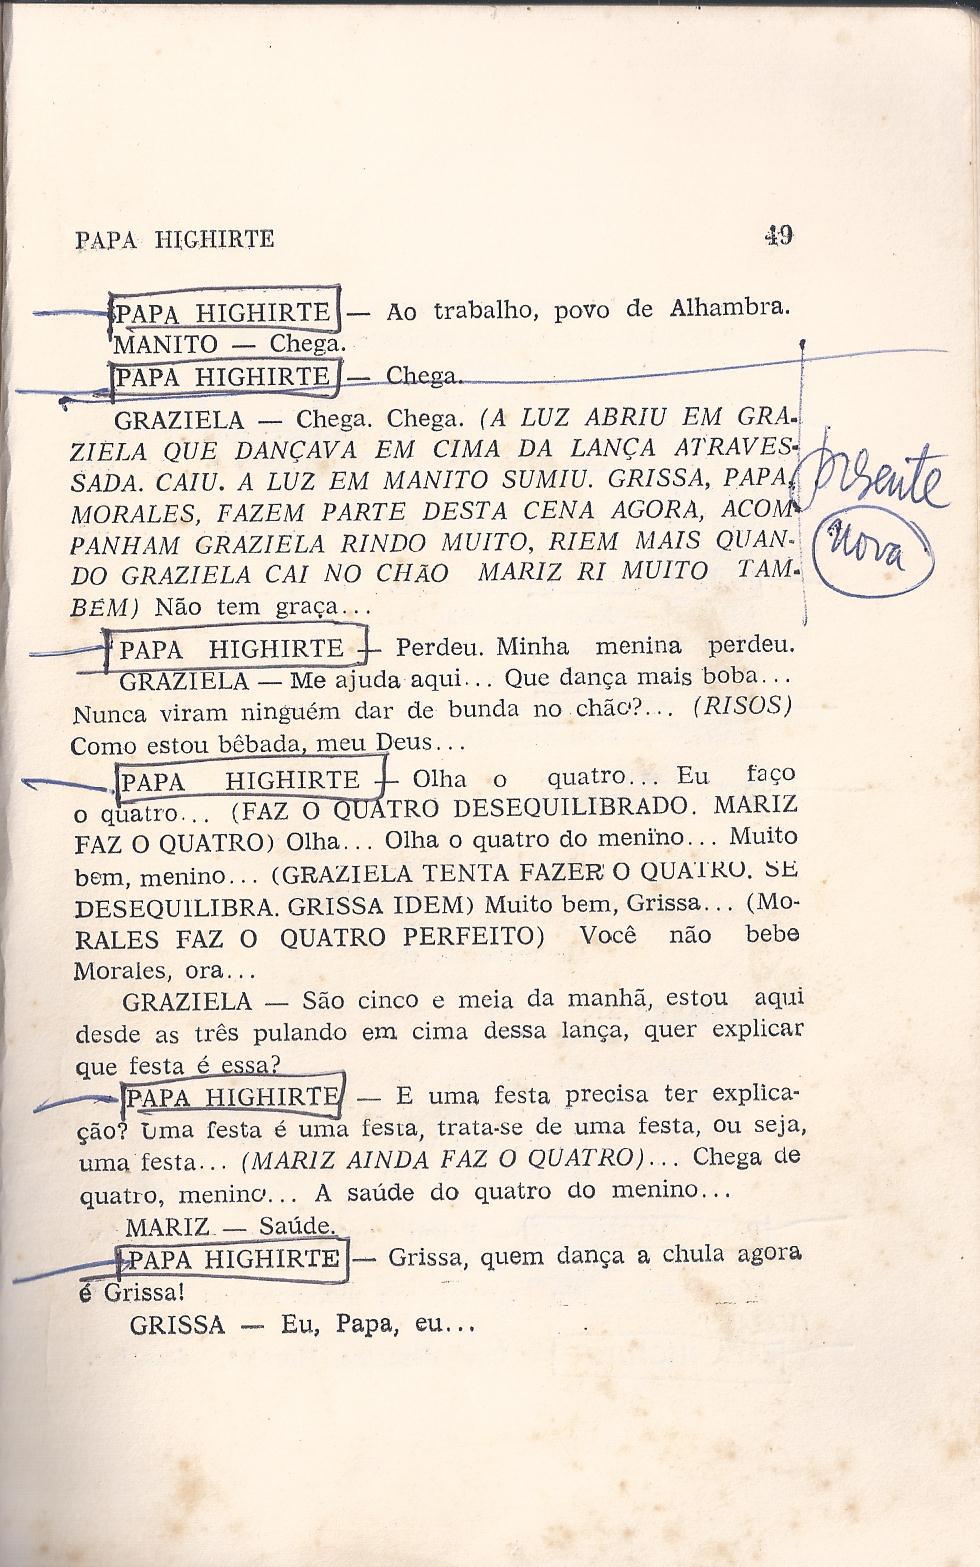 PAPA HIGHIRTE 49
PAPA HIGHIRTE — Ao trabalho, povo de Alhambra.
MANITO — Chega.
PAPA HIGHIRTE — Chega.
GRAZIELA — Chega. Chega. (A LUZ ABRIU EM GRA-
ZIELA QUE DANÇAVA EM CIMA DA LANÇA ATRAVES-
SADA. CAIU. A LUZ EM MANITO SUMIU. GRISSA, PAPA,
MORALES, FAZEM PARTE DESTA CENA AGORA, ACOM-
PANHAM GRAZIELA RINDO MUITO, RIEM MAIS QUAN-
DO GRAZIELA CAI NO CHÃO MARIZ RI MUITO TAM-
BÉM) Não tem graça...
presente
Nova
PAPA HIGHIRTE — Perdeu. Minha menina perdeu.
GRAZIELA — Me ajuda aqui... Que dança mais boba...
Nunca viram ninguém dar de bunda no chão?... (RISOS)
Como estou bêbada, meu Deus...
PAPA HIGHIRTE — Olha o quatro... Eu faço
o quatro... (FAZ O QUATRO DESEQUILIBRADO. MARIZ
FAZ O QUATRO) Olha... Olha o quatro do menino... Muito
bem, menino... (GRAZIELA TENTA FAZER O QUATRO. SE
DESEQUILIBRA. GRISSA IDEM) Muito bem, Grissa... (Mo-
RALES FAZ O QUATRO PERFEITO) Você não bebe
Morales, ora...
GRAZIELA — São cinco e meia da manhã, estou aqui
desde as três pulando em cima dessa lança, quer explicar
que festa é essa?
PAPA HIGHIRTE — E uma festa precisa ter explica-
ção? Uma festa é uma festa, trata-se de uma festa, ou seja,
uma festa... (MARIZ AINDA FAZ O QUATRO)... Chega de
quatro, menino... A saúde do quatro do menino...
MARIZ — Saúde.
PAPA HIGHIRTE — Grissa, quem dança a chula agora
é Grissa!
GRISSA — Eu, Papa, eu...